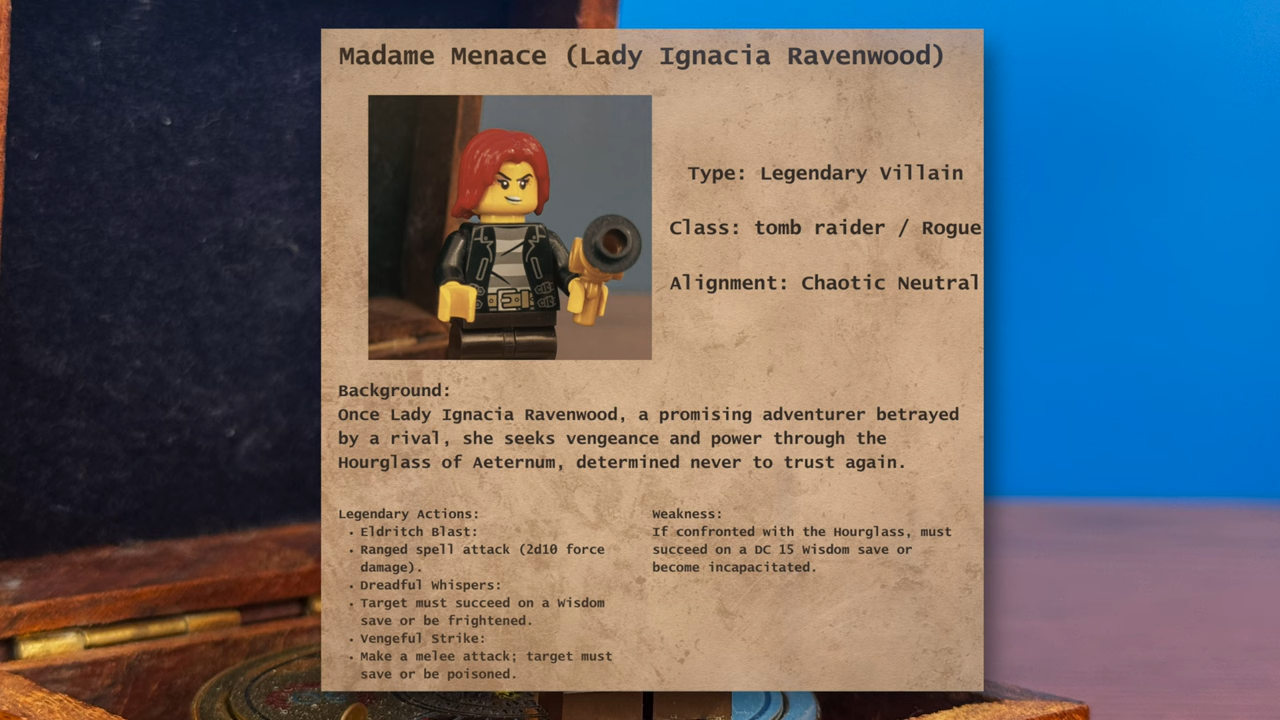 Madame Menace (Lady Ignacia Ravenwood)
Type: Legendary Villain
Class: tomb raider / Rogue
Alignment: Chaotic Neutral
Background:
Once Lady Ignacia Ravenwood, a promising adventurer betrayed
by a rival, she seeks vengeance and power through the
Hourglass of Aeternum, determined never to trust again.
Legendary Actions:
• Eldritch Blast:
• Ranged spell attack (2d10 force
damage).
• Dreadful Whispers:
• Target must succeed on a Wisdom
save or be frightened.
• Vengeful Strike:
• Make a melee attack; target must
save or be poisoned.
Weakness:
If confronted with the Hourglass, must
succeed on a DC 15 Wisdom save or
become incapacitated.